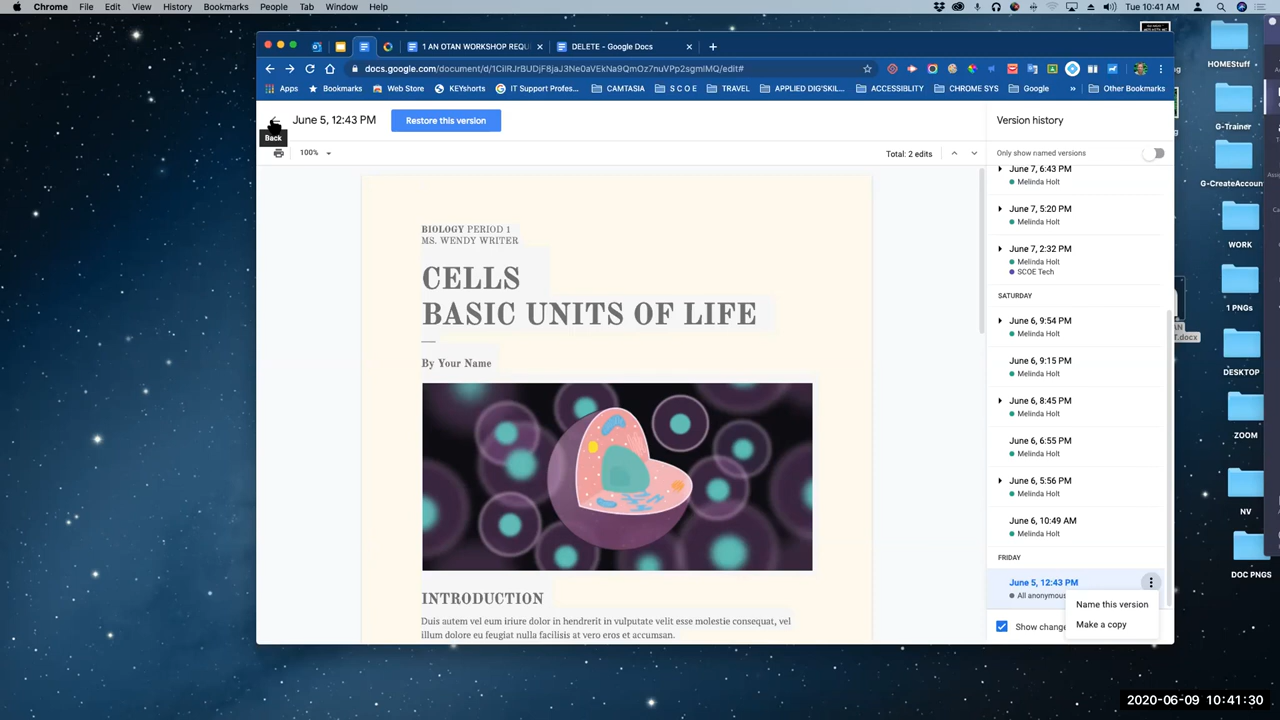 Chrome File Edit View History Bookmarks People Tab Window Help
Tue 10:41 AM
1 AN OTAN WORKSHOP REQU
DELETE - Google Docs
docs.google.com/document/d/1CilRJrBUDjF8jaJ3Ne0aVEkNa9QmOz7nuVPp2sgmIMQ/edit#
Apps Bookmarks Web Store KEYshorts IT Support Profes... CAMTASIA S C O E TRAVEL APPLIED DIG'SKIL... ACCESSIBLITY CHROME SYS Google » Other Bookmarks
June 5, 12:43 PM
Restore this version
Back
100%
Total: 2 edits
BIOLOGY PERIOD 1
MS. WENDY WRITER
CELLS
BASIC UNITS OF LIFE
By Your Name
INTRODUCTION
Duis autem vel eum iriure dolor in hendrerit in vulputate velit esse molestie consequat, vel
illum dolore eu feugiat nulla facilisis at vero eros et accumsan.
Version history
Only show named versions
June 7, 6:43 PM
Melinda Holt
June 7, 5:20 PM
Melinda Holt
June 7, 2:32 PM
Melinda Holt
SCOE Tech
SATURDAY
June 6, 9:54 PM
Melinda Holt
June 6, 9:15 PM
Melinda Holt
June 6, 8:45 PM
Melinda Holt
June 6, 6:55 PM
Melinda Holt
June 6, 5:56 PM
Melinda Holt
June 6, 10:49 AM
Melinda Holt
FRIDAY
June 5, 12:43 PM
All anonymou
Name this version
Make a copy
Show change
HOMEStuff
G-Trainer
G-CreateAccoun
WORK
1 PNGs
T.docx
DESKTOP
ZOOM
NV
DOC PNGS
2020-06-09 10:41:30